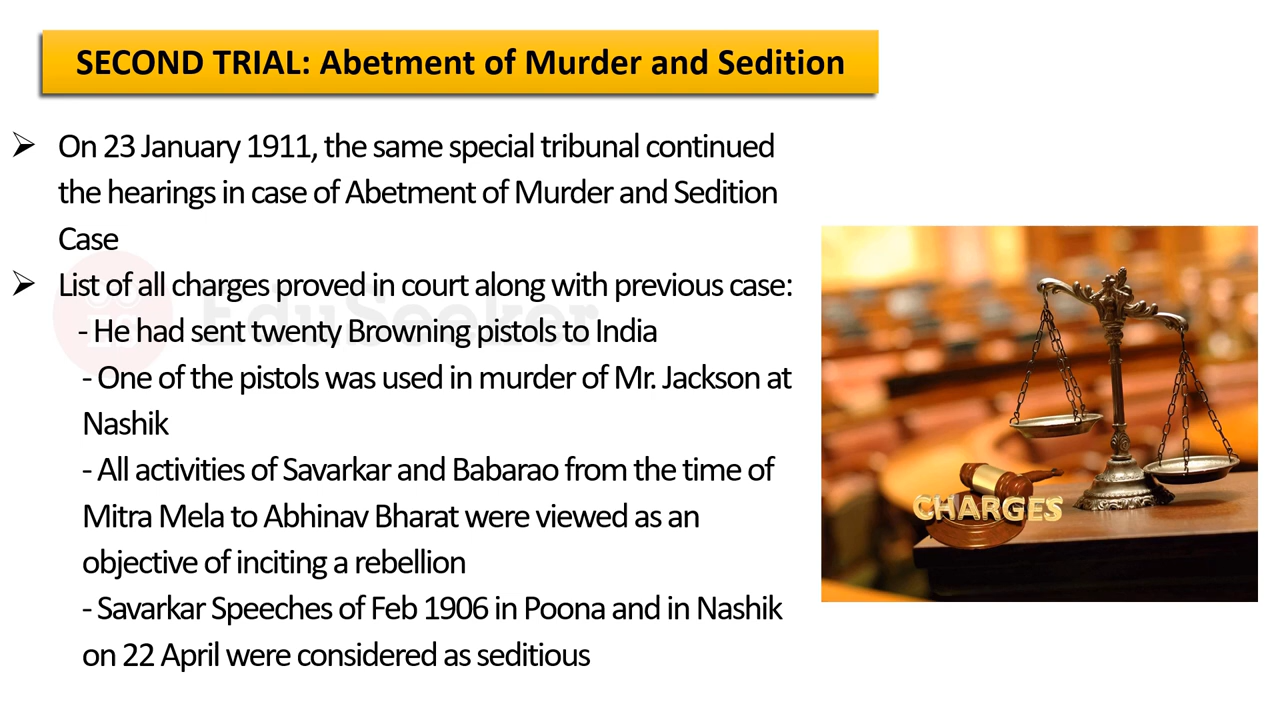 SECOND TRIAL: Abetment of Murder and Sedition
➢ On 23 January 1911, the same special tribunal continued
the hearings in case of Abetment of Murder and Sedition
Case
➢ List of all charges proved in court along with previous case:
- He had sent twenty Browning pistols to India
- One of the pistols was used in murder of Mr. Jackson at
Nashik
- All activities of Savarkar and Babarao from the time of
Mitra Mela to Abhinav Bharat were viewed as an
objective of inciting a rebellion
- Savarkar Speeches of Feb 1906 in Poona and in Nashik
on 22 April were considered as seditious
CHARGES
EduSeeker